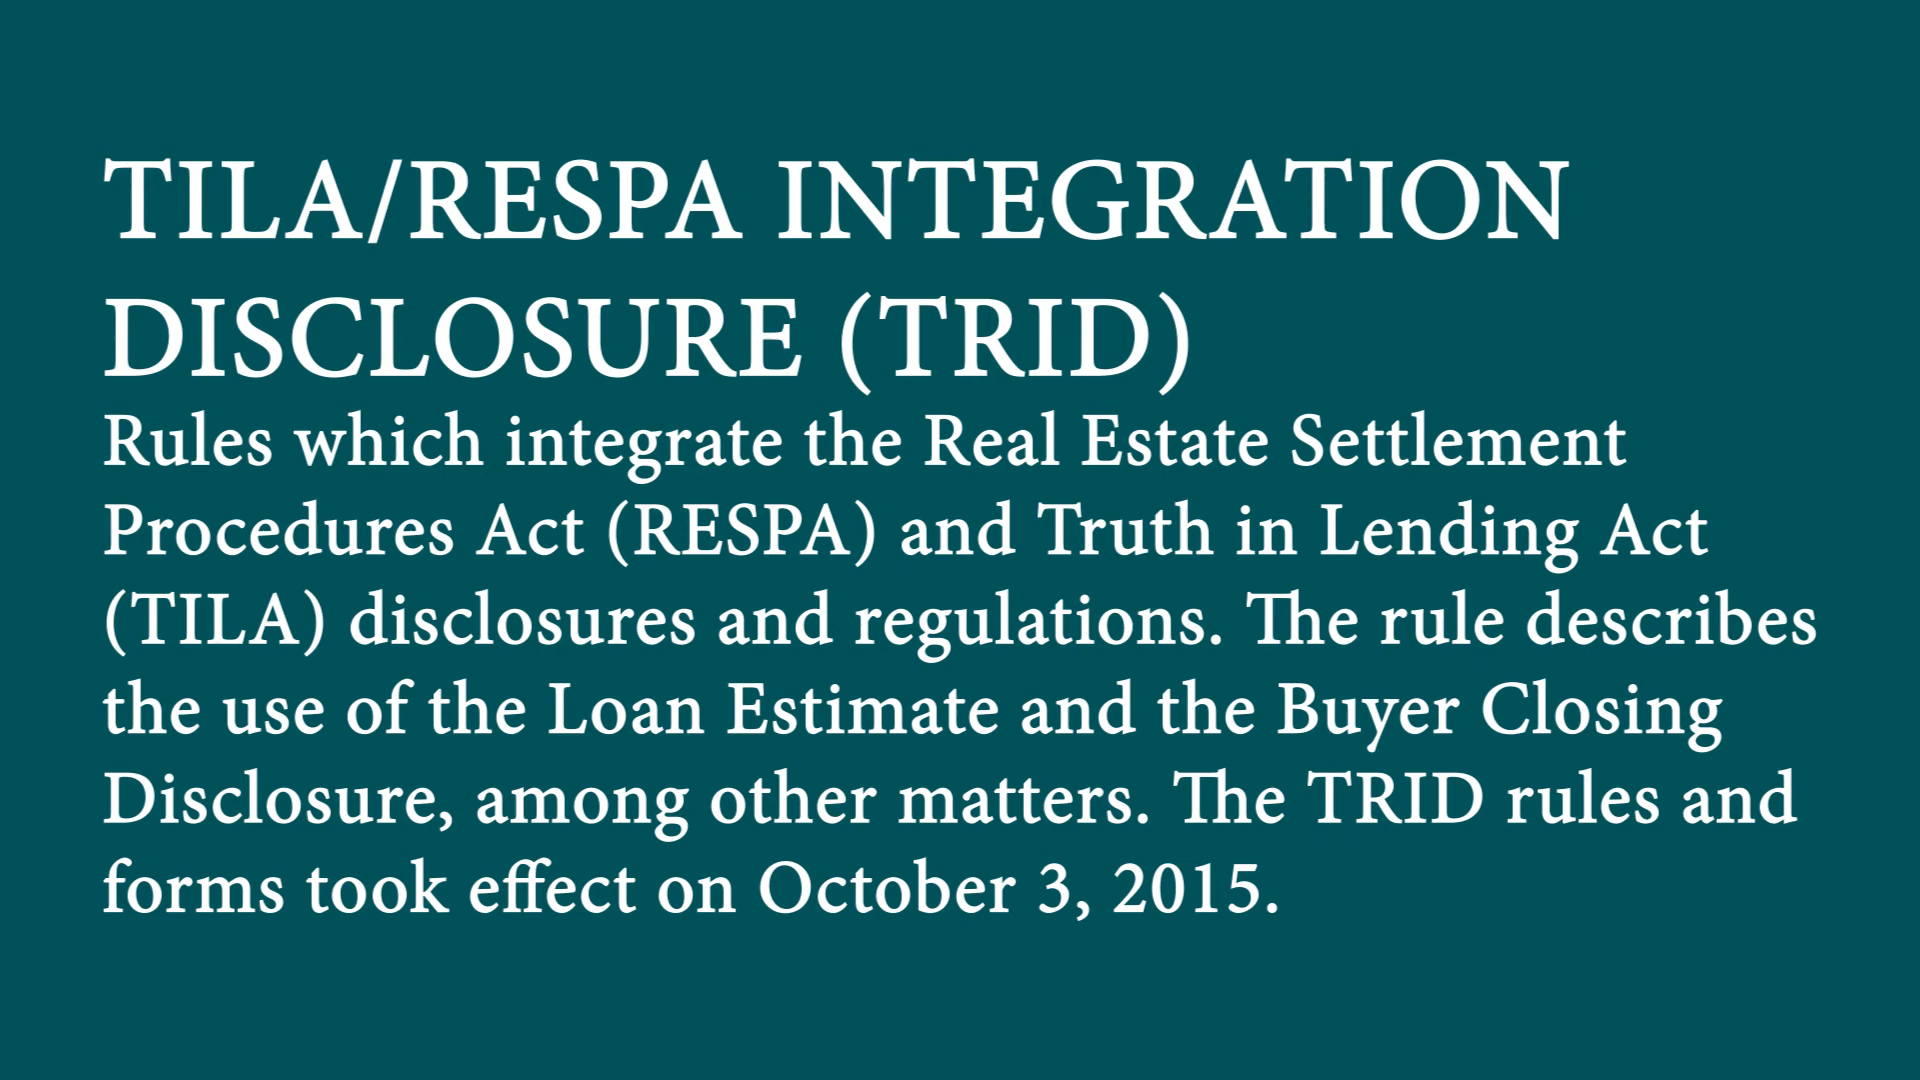 TILA/RESPA INTEGRATION
DISCLOSURE (TRID)
Rules which integrate the Real Estate Settlement
Procedures Act (RESPA) and Truth in Lending Act
(TILA) disclosures and regulations. The rule describes
the use of the Loan Estimate and the Buyer Closing
Disclosure, among other matters. The TRID rules and
forms took effect on October 3, 2015.